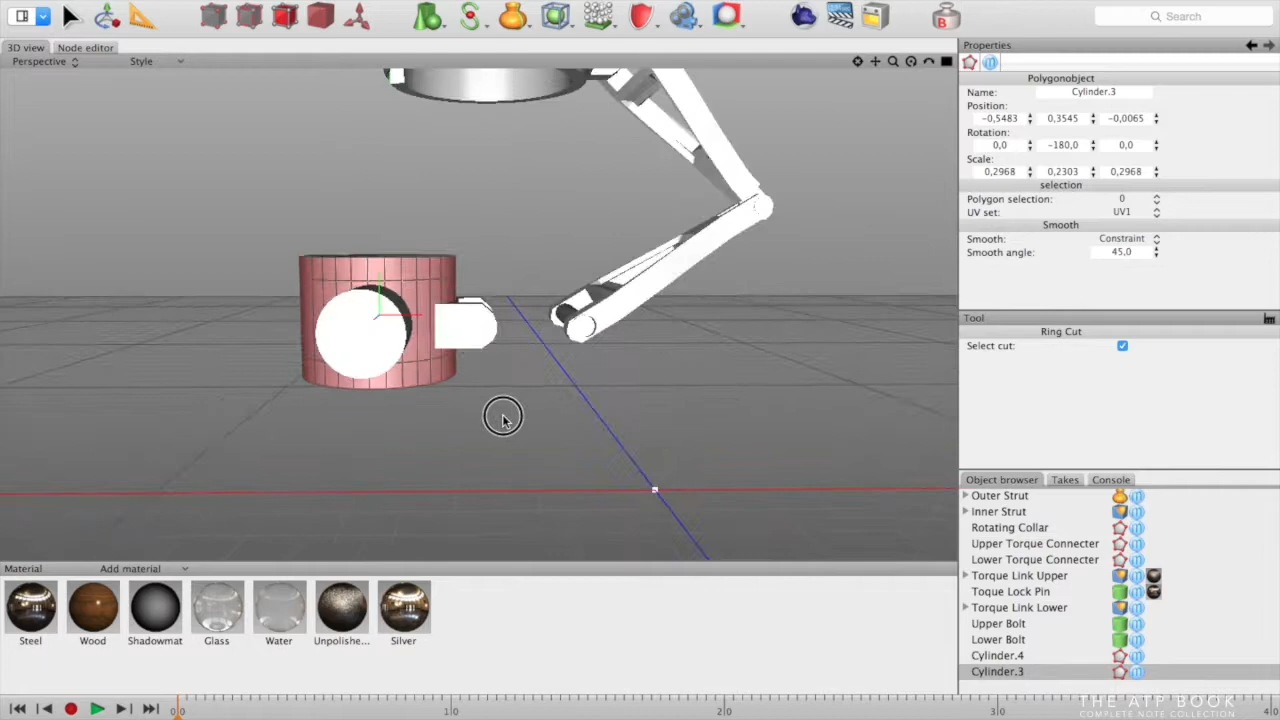 B
Search
3D view Node editor
Perspective Style
Properties
Polygonobject
Name: Cylinder.3
Position:
-0,5483 0,3545 -0,0065
Rotation:
0,0 -180,0 0,0
Scale:
0,2968 0,2303 0,2968
selection
Polygon selection: 0
UV set: UV1
Smooth
Smooth: Constraint
Smooth angle: 45,0
Tool
Ring Cut
Select cut:
Object browser Takes Console
Outer Strut
Inner Strut
Rotating Collar
Upper Torque Connecter
Lower Torque Connecter
Torque Link Upper
Toque Lock Pin
Torque Link Lower
Upper Bolt
Lower Bolt
Cylinder.4
Cylinder.3
Material Add material
Steel Wood Shadowmat Glass Water Unpolishe... Silver
0 1.0 2.0 3.0 4.0
THE ATP BOOK
COMPLETE NOTE COLLECTION